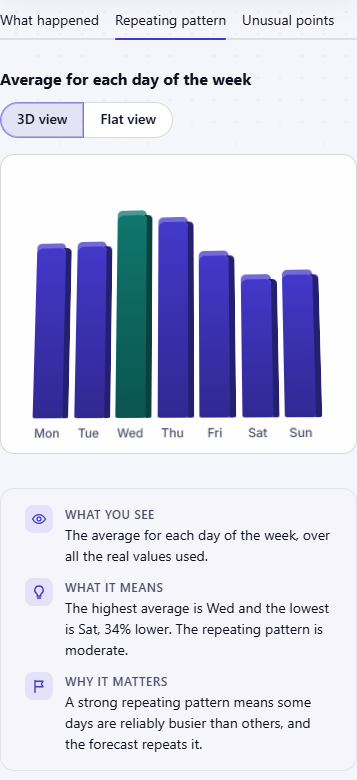 What happened Repeating pattern Unusual points
Average for each day of the week
3D view Flat view
Mon Tue Wed Thu Fri Sat Sun
WHAT YOU SEE
The average for each day of the week, over
all the real values used.
WHAT IT MEANS
The highest average is Wed and the lowest
is Sat, 34% lower. The repeating pattern is
moderate.
WHY IT MATTERS
A strong repeating pattern means some
days are reliably busier than others, and
the forecast repeats it.